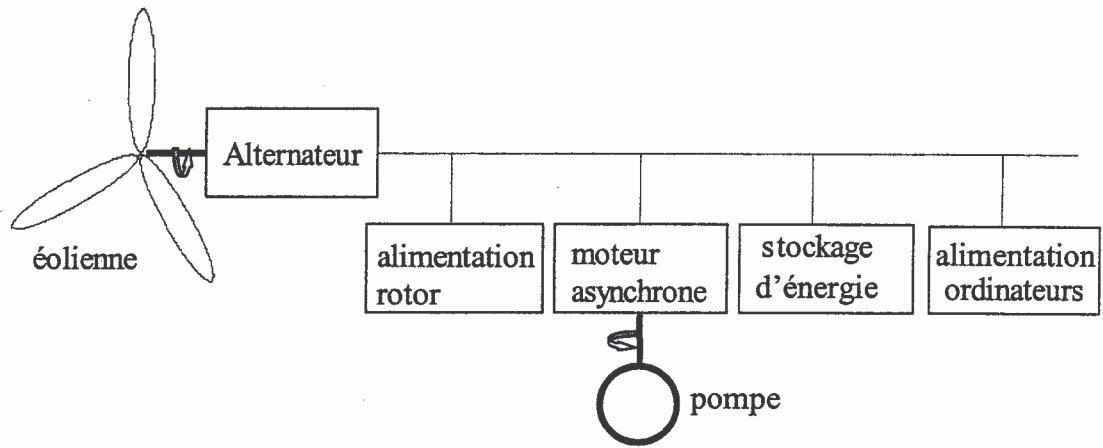 Alternateur
éolienne
alimentation
rotor
moteur
asynchrone
stockage
d'énergie
alimentation
ordinateurs
pompe